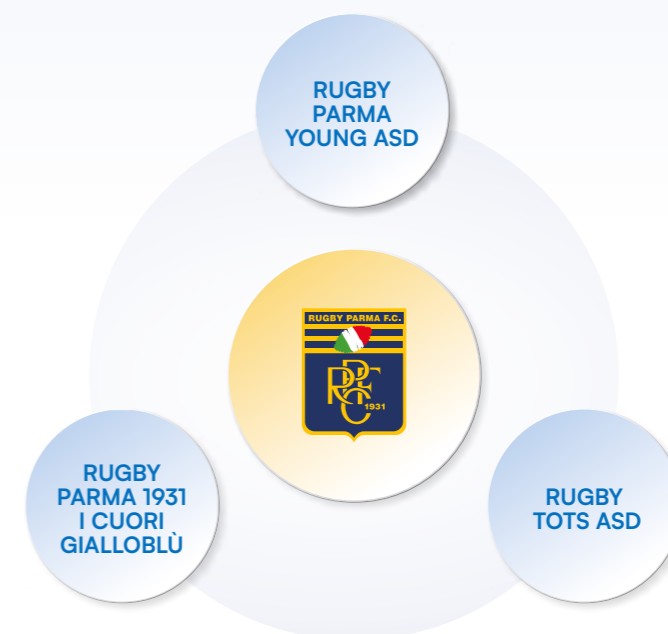 RUGBY
PARMA
YOUNG ASD
RUGBY PARMA F.C.
RPFC
1931
RUGBY
PARMA 1931
I CUORI
GIALLOBLÙ
RUGBY
TOTS ASD